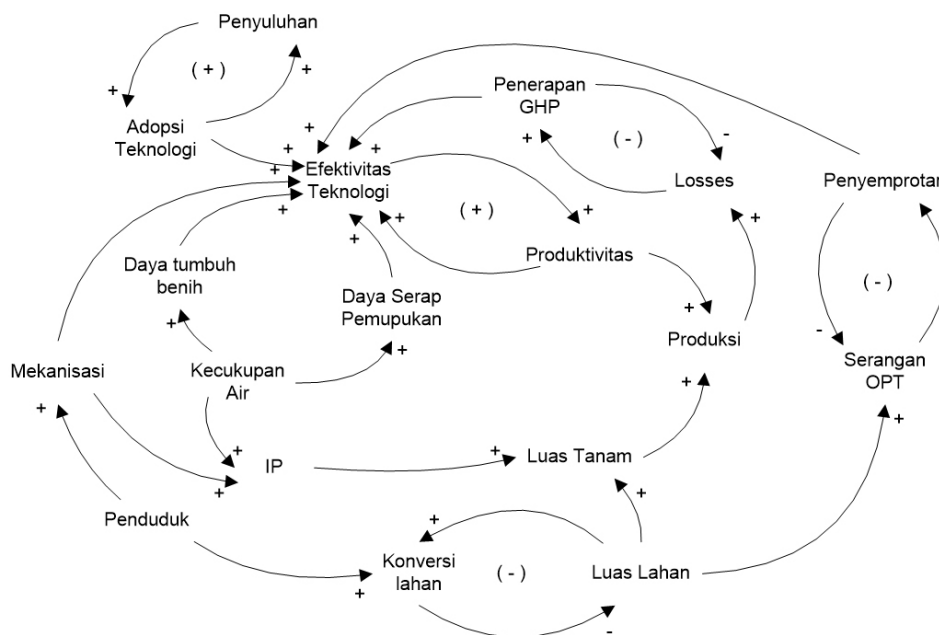 Penyuluhan
+
( + )
+
Adopsi
Teknologi
Penerapan
GHP
+
( - )
-
Losses
+
+
+
+
+
+
Efektivitas
Teknologi
+
+
+
( + )
+
Produktivitas
Penyemprotan
( - )
-
+
Daya tumbuh
benih
+
Daya Serap
Pemupukan
+
+
Produksi
+
Serangan
OPT
+
Mekanisasi
+
Kecukupan
Air
+
IP
+
+
Luas Tanam
+
Penduduk
+
Konversi
lahan
+
( - )
Luas Lahan
-